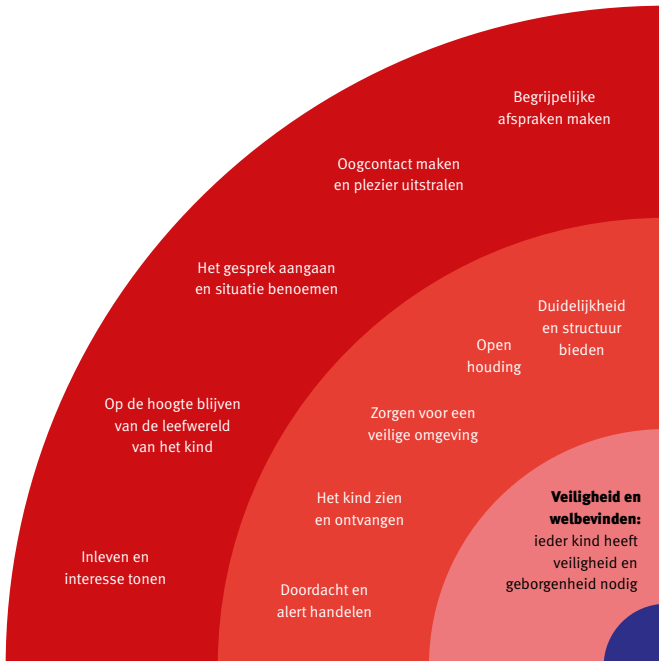 Begrijpelijke
afspraken maken
Oogcontact maken
en plezier uitstralen
Het gesprek aangaan
en situatie benoemen
Op de hoogte blijven
van de leefwereld
van het kind
Inleven en
interesse tonen
Duidelijkheid
en structuur
bieden
Open
houding
Zorgen voor een
veilige omgeving
Het kind zien
en ontvangen
Doordacht en
alert handelen
Veiligheid en
welbevinden:
ieder kind heeft
veiligheid en
geborgenheid nodig